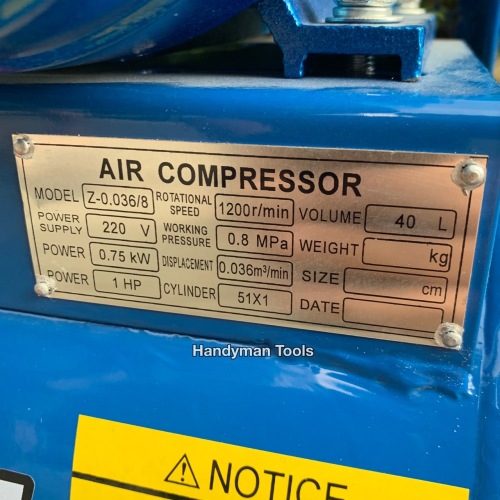 AIR COMPRESSOR
MODEL Z-0.036/8 ROTATIONAL SPEED 1200r/min VOLUME 40 L
POWER SUPPLY 220 V WORKING PRESSURE 0.8 MPa WEIGHT kg
POWER 0.75 kW DISPLACEMENT 0.036m³/min SIZE cm
POWER 1 HP CYLINDER 51X1 DATE
Handyman Tools
⚠ NOTICE